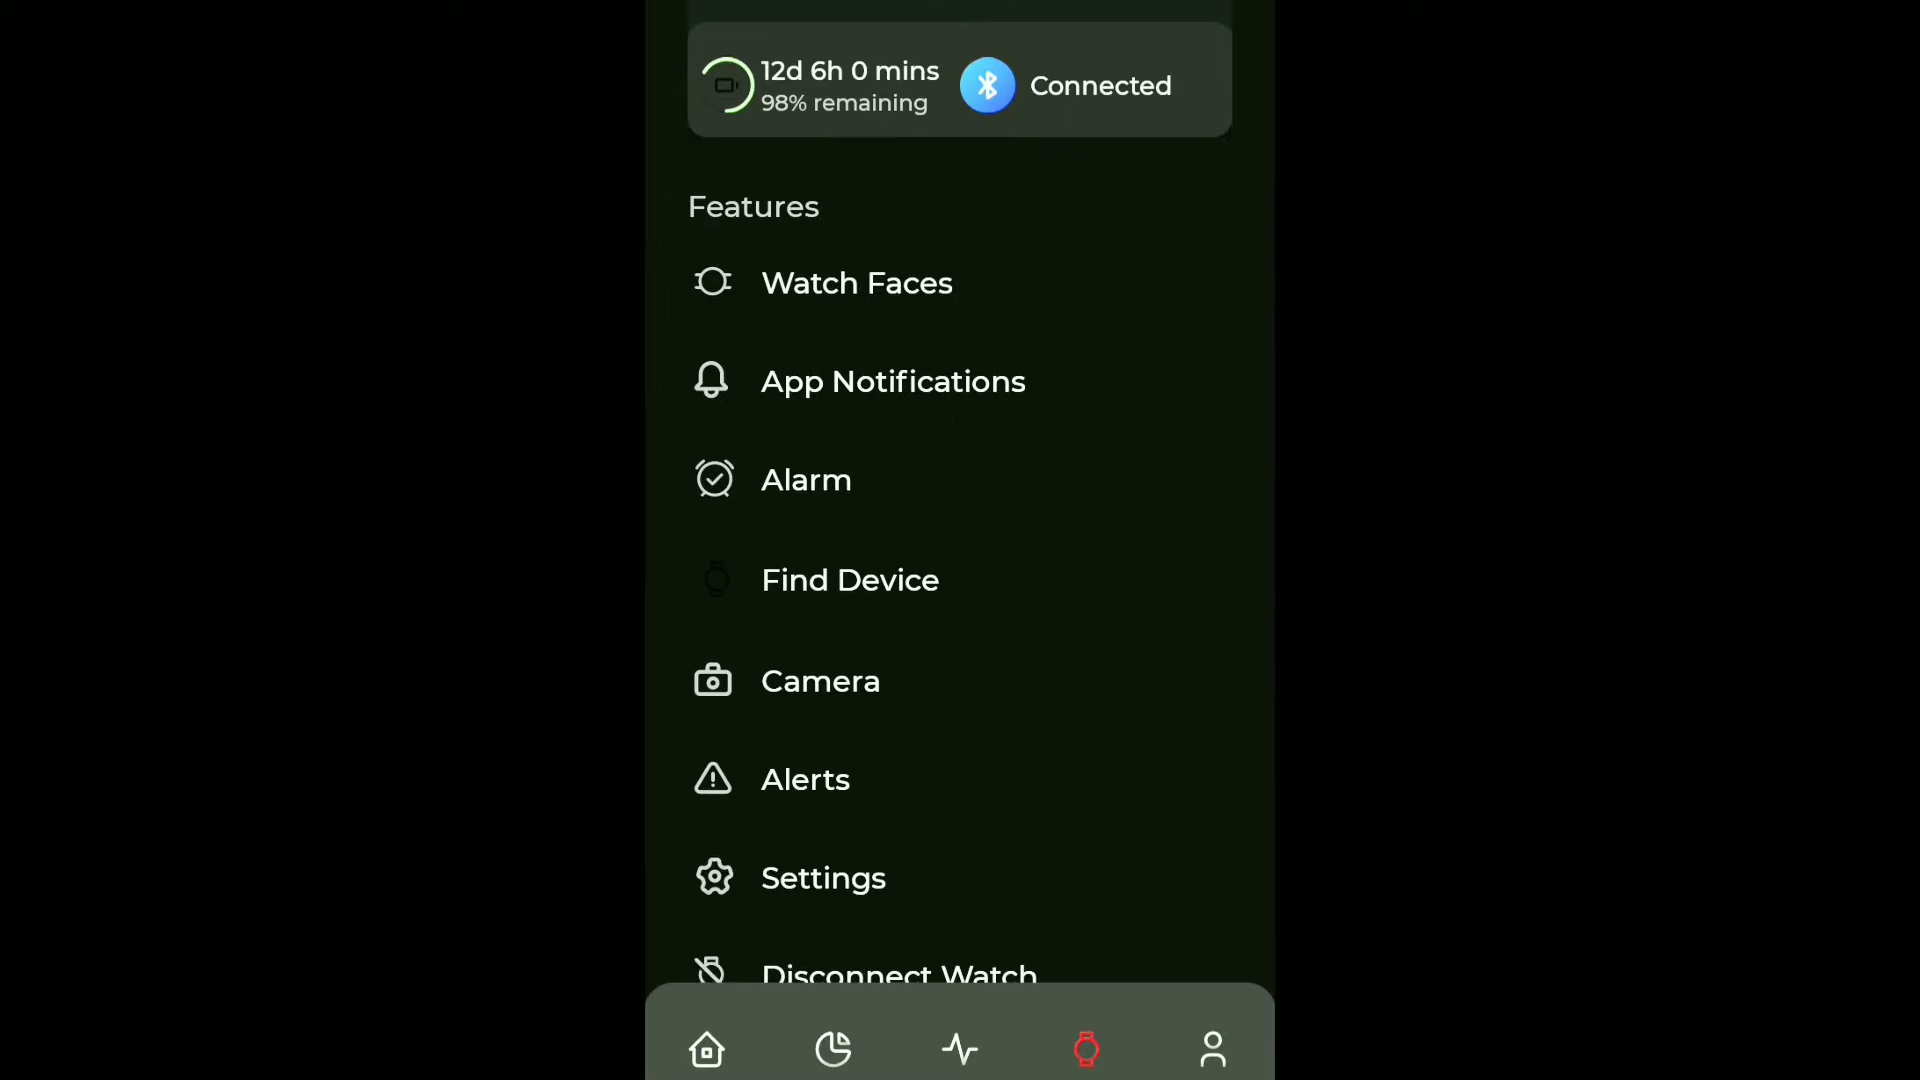 12d 6h 0 mins
98% remaining
Connected
Features
Watch Faces
App Notifications
Alarm
Find Device
Camera
Alerts
Settings
Disconnect Watch